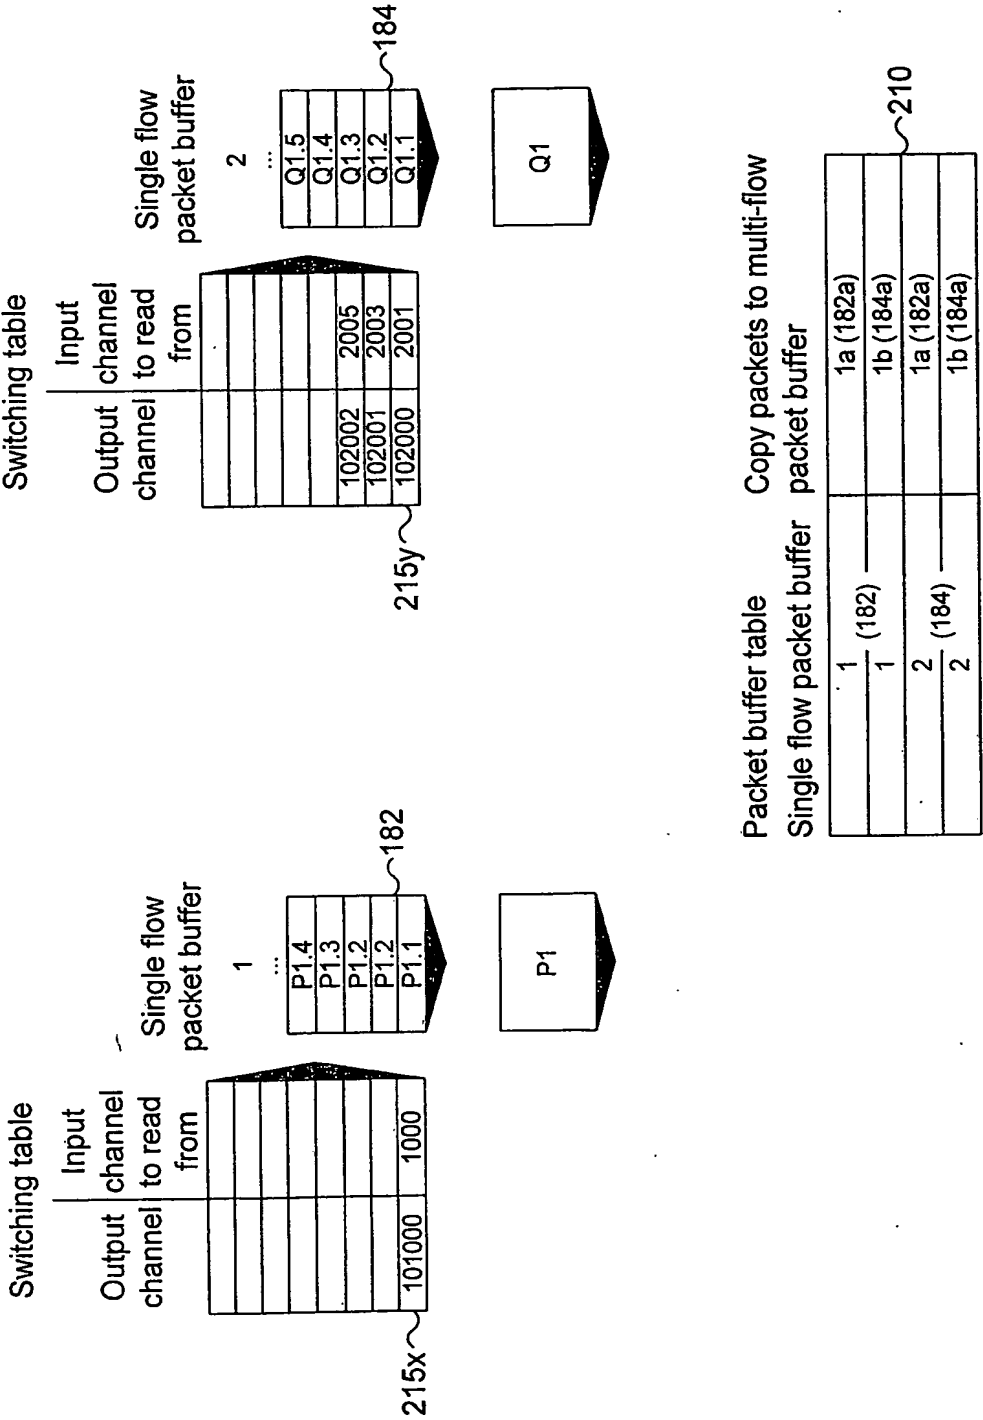 Switching table
Output channel
Input channel to read from
101000 1000
215x
Single flow packet buffer
1
...
P1.4
P1.3
P1.2
P1.2
P1.1
182
P1
Switching table
Output channel
Input channel to read from
102002 2005
102001 2003
102000 2001
215y
Single flow packet buffer
2
...
Q1.5
Q1.4
Q1.3
Q1.2
Q1.1
184
Q1
Packet buffer table
Single flow packet buffer
Copy packets to multi-flow packet buffer
1 1a (182a)
(182)
1 1b (184a)
2 1a (182a)
(184)
2 1b (184a)
210